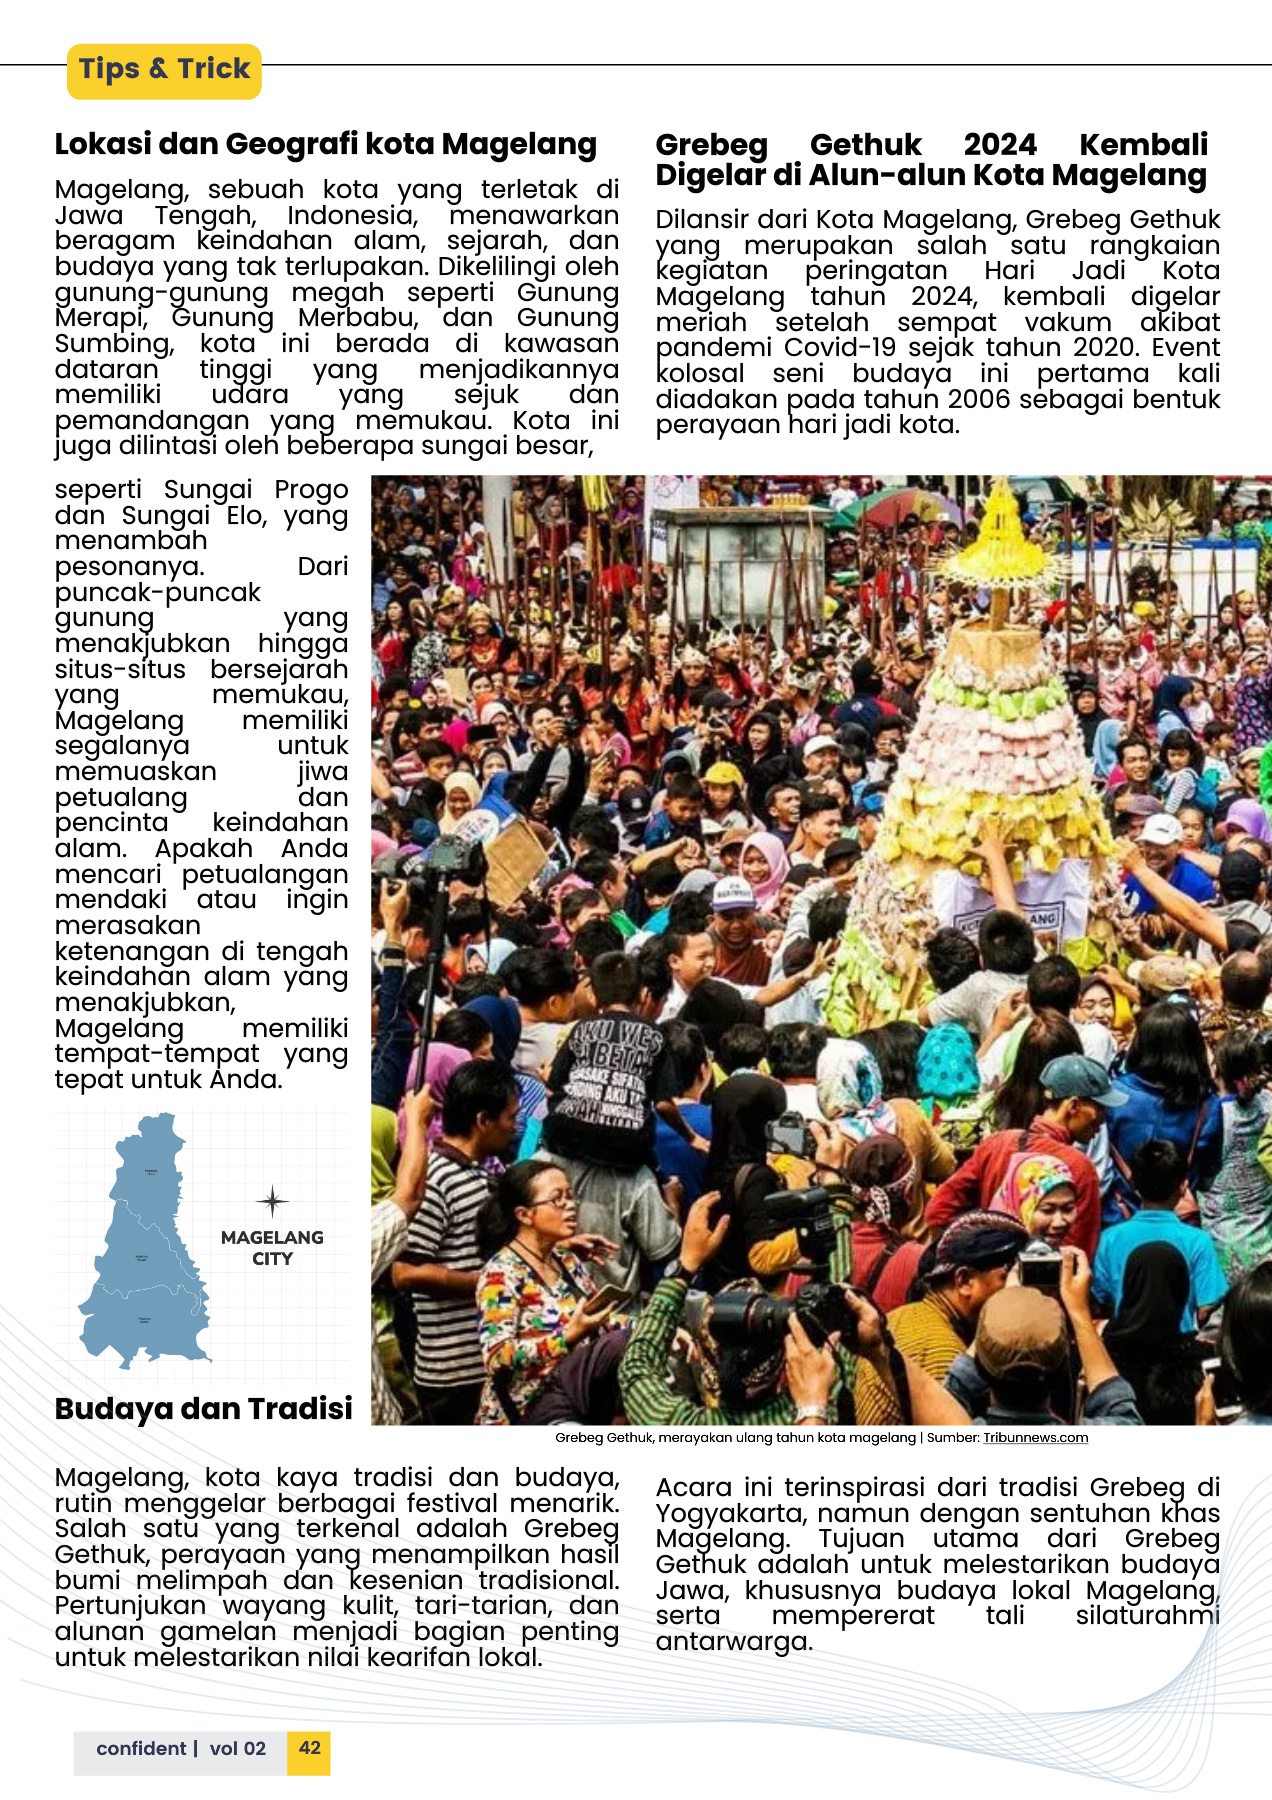 Tips & Trick
Lokasi dan Geografi kota Magelang
Magelang, sebuah kota yang terletak di
Jawa Tengah, Indonesia, menawarkan
beragam keindahan alam, sejarah, dan
budaya yang tak terlupakan. Dikelilingi oleh
gunung-gunung megah seperti Gunung
Merapi, Gunung Merbabu, dan Gunung
Sumbing, kota ini berada di kawasan
dataran tinggi yang menjadikannya
memiliki udara yang sejuk dan
pemandangan yang memukau. Kota ini
juga dilintasi oleh beberapa sungai besar,
seperti Sungai Progo
dan Sungai Elo, yang
menambah
pesonanya. Dari
puncak-puncak
gunung yang
menakjubkan hingga
situs-situs bersejarah
yang memukau,
Magelang memiliki
segalanya untuk
memuaskan jiwa
petualang dan
pencinta keindahan
alam. Apakah Anda
mencari petualangan
mendaki atau ingin
merasakan
ketenangan di tengah
keindahan alam yang
menakjubkan,
Magelang memiliki
tempat-tempat yang
tepat untuk Anda.
MAGELANG
CITY
Budaya dan Tradisi
Magelang, kota kaya tradisi dan budaya,
rutin menggelar berbagai festival menarik.
Salah satu yang terkenal adalah Grebeg
Gethuk, perayaan yang menampilkan hasil
bumi melimpah dan kesenian tradisional.
Pertunjukan wayang kulit, tari-tarian, dan
alunan gamelan menjadi bagian penting
untuk melestarikan nilai kearifan lokal.
Grebeg Gethuk 2024 Kembali
Digelar di Alun-alun Kota Magelang
Dilansir dari Kota Magelang, Grebeg Gethuk
yang merupakan salah satu rangkaian
kegiatan peringatan Hari Jadi Kota
Magelang tahun 2024, kembali digelar
meriah setelah sempat vakum akibat
pandemi Covid-19 sejak tahun 2020. Event
kolosal seni budaya ini pertama kali
diadakan pada tahun 2006 sebagai bentuk
perayaan hari jadi kota.
AKU WES
Grebeg Gethuk, merayakan ulang tahun kota magelang | Sumber: Tribunnews.com
Acara ini terinspirasi dari tradisi Grebeg di
Yogyakarta, namun dengan sentuhan khas
Magelang. Tujuan utama dari Grebeg
Gethuk adalah untuk melestarikan budaya
Jawa, khususnya budaya lokal Magelang,
serta mempererat tali silaturahmi
antarwarga.
confident | vol 02 42